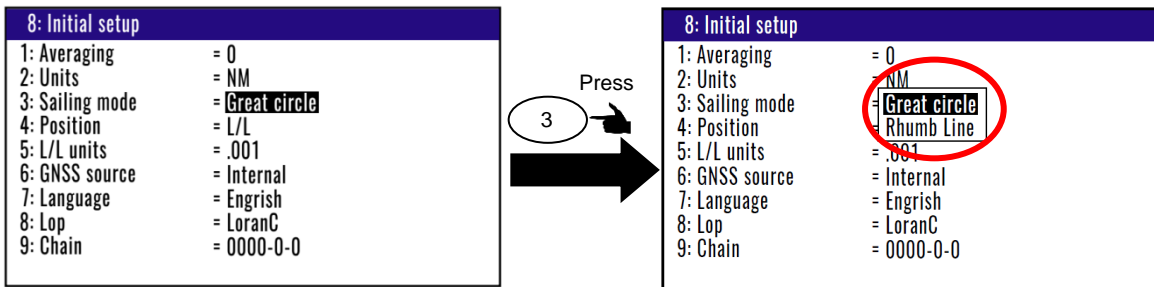 8: Initial setup
1: Averaging = 0
2: Units = NM
3: Sailing mode = Great circle
4: Position = L/L
5: L/L units = .001
6: GNSS source = Internal
7: Language = Engrish
8: Lop = LoranC
9: Chain = 0000-0-0
Press
3
8: Initial setup
1: Averaging = 0
2: Units = NM
3: Sailing mode = Great circle
4: Position = Rhumb Line
5: L/L units = .001
6: GNSS source = Internal
7: Language = Engrish
8: Lop = LoranC
9: Chain = 0000-0-0